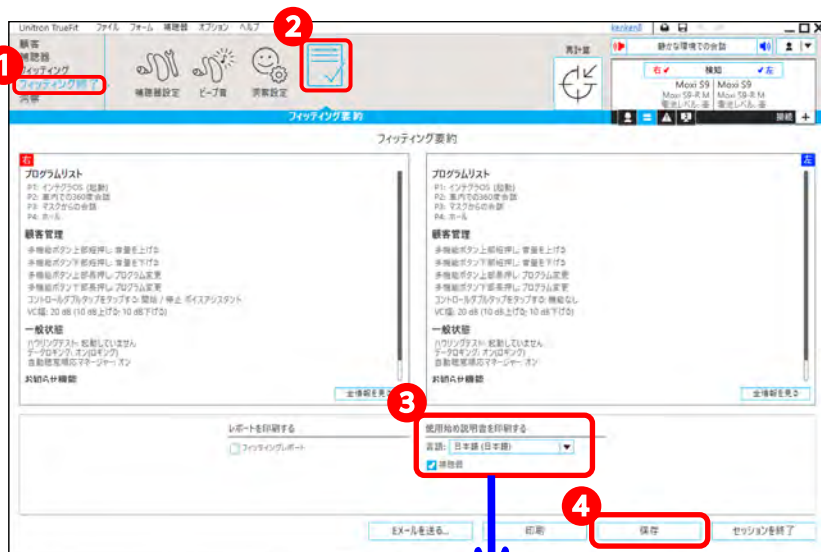 Unitron TrueFit ファイル フォーム 補聴器 オプション ヘルプ
顧客
補聴器
フィッティング
フィッティング終了
1
2
補聴器設定 ビープ音 実装設定
再計算
静かな環境での会話
右 検知 左
Moxi S9 Moxi S9
Moxi S9-R M Moxi S9-R M
接続
フィッティング要約
フィッティング要約
右
プログラムリスト
P1: インテグラOS (起動)
P2: 車内での360度会話
P3: マスクからの会話
P4: ホール
顧客管理
多機能ボタン上部短押し: 音量を上げる
多機能ボタン下部短押し: 音量を下げる
多機能ボタン上部長押し: プログラム変更
多機能ボタン下部長押し: プログラム変更
コントロールダブルタップをタップする: 開始 / 停止 ボイスアシスタント
VC幅: 20 dB (10 dB 上げる; 10 dB 下げる)
一般状態
ハウリングテスト: 起動していません
データロギング: オン(ロギング)
自動聴覚順応マネージャー: オン
お知らせ機能
全情報を見る
左
プログラムリスト
P1: インテグラOS (起動)
P2: 車内での360度会話
P3: マスクからの会話
P4: ホール
顧客管理
多機能ボタン上部短押し: 音量を上げる
多機能ボタン下部短押し: 音量を下げる
多機能ボタン上部長押し: プログラム変更
多機能ボタン下部長押し: プログラム変更
コントロールダブルタップをタップする: 機能なし
VC幅: 20 dB (10 dB 上げる; 10 dB 下げる)
一般状態
ハウリングテスト: 起動していません
データロギング: オン(ロギング)
自動聴覚順応マネージャー: オン
お知らせ機能
全情報を見る
レポートを印刷する
フィッティングレポート
3
使用始め説明書を印刷する
言語: 日本語 (日本語)
補聴器
4
EX-ルを送る... 印刷 保存 セッションを終了